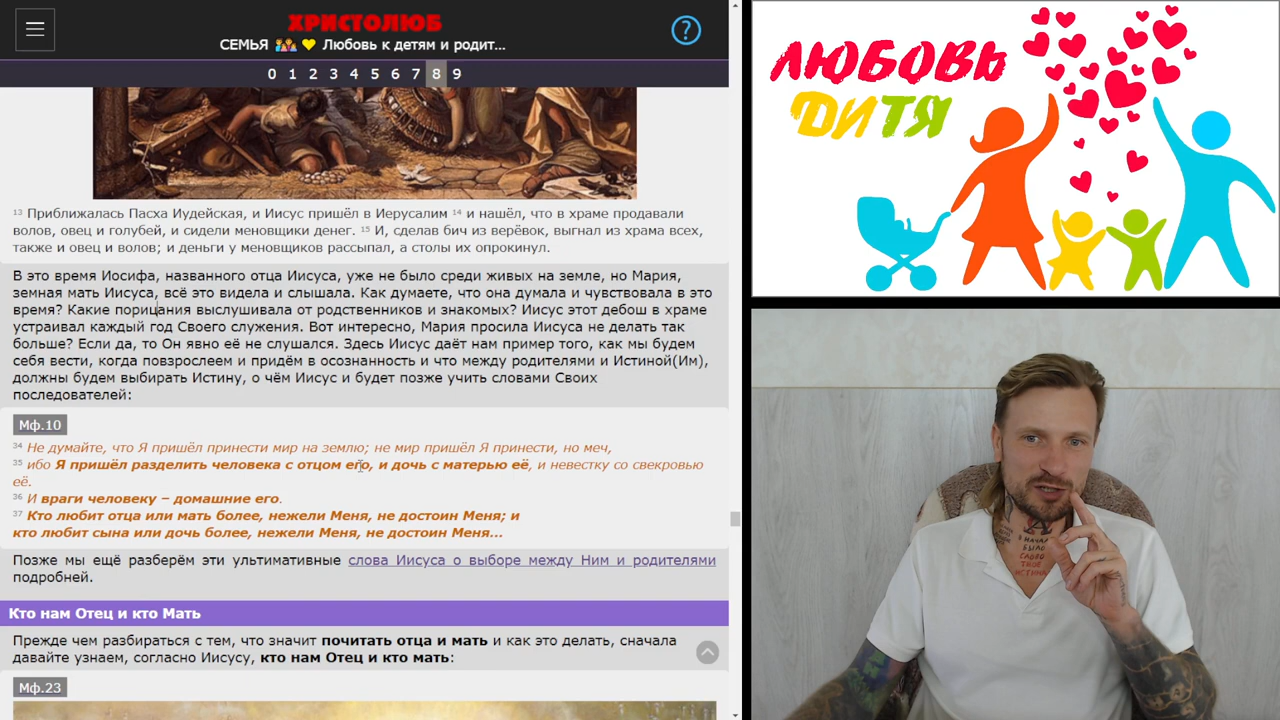 ХРИСТОЛЮБ
СЕМЬЯ 👨‍👩‍👧 💛 Любовь к детям и родит...
0 1 2 3 4 5 6 7 8 9
13 Приближалась Пасха Иудейская, и Иисус пришёл в Иерусалим 14 и нашёл, что в храме продавали
волов, овец и голубей, и сидели меновщики денег. 15 И, сделав бич из верёвок, выгнал из храма всех,
также и овец и волов; и деньги у меновщиков рассыпал, а столы их опрокинул.
В это время Иосифа, названного отца Иисуса, уже не было среди живых на земле, но Мария,
земная мать Иисуса, всё это видела и слышала. Как думаете, что она думала и чувствовала в это
время? Какие порицания выслушивала от родственников и знакомых? Иисус этот дебош в храме
устраивал каждый год Своего служения. Вот интересно, Мария просила Иисуса не делать так
больше? Если да, то Он явно её не слушался. Здесь Иисус даёт нам пример того, как мы будем
себя вести, когда повзрослеем и придём в осознанность и что между родителями и Истиной(Им),
должны будем выбирать Истину, о чём Иисус и будет позже учить словами Своих
последователей:
Мф.10
34 Не думайте, что Я пришёл принести мир на землю; не мир пришёл Я принести, но меч,
35 ибо Я пришёл разделить человека с отцом его, и дочь с матерью её, и невестку со свекровью
её.
36 И враги человеку – домашние его.
37 Кто любит отца или мать более, нежели Меня, не достоин Меня; и
кто любит сына или дочь более, нежели Меня, не достоин Меня...
Позже мы ещё разберём эти ультимативные слова Иисуса о выборе между Ним и родителями
подробней.
Кто нам Отец и кто Мать
Прежде чем разбираться с тем, что значит почитать отца и мать и как это делать, сначала
давайте узнаем, согласно Иисусу, кто нам Отец и кто мать:
Мф.23
ЛЮБОВЬ
ДИТЯ
В НАЧАЛЕ
БЫЛО
СЛОВО
ТВОЁ